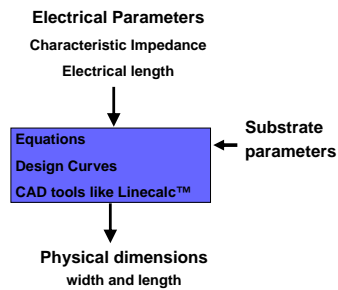 Electrical Parameters
Characteristic Impedance
Electrical length
Equations
Design Curves
CAD tools like Linecalc™
Substrate
parameters
Physical dimensions
width and length